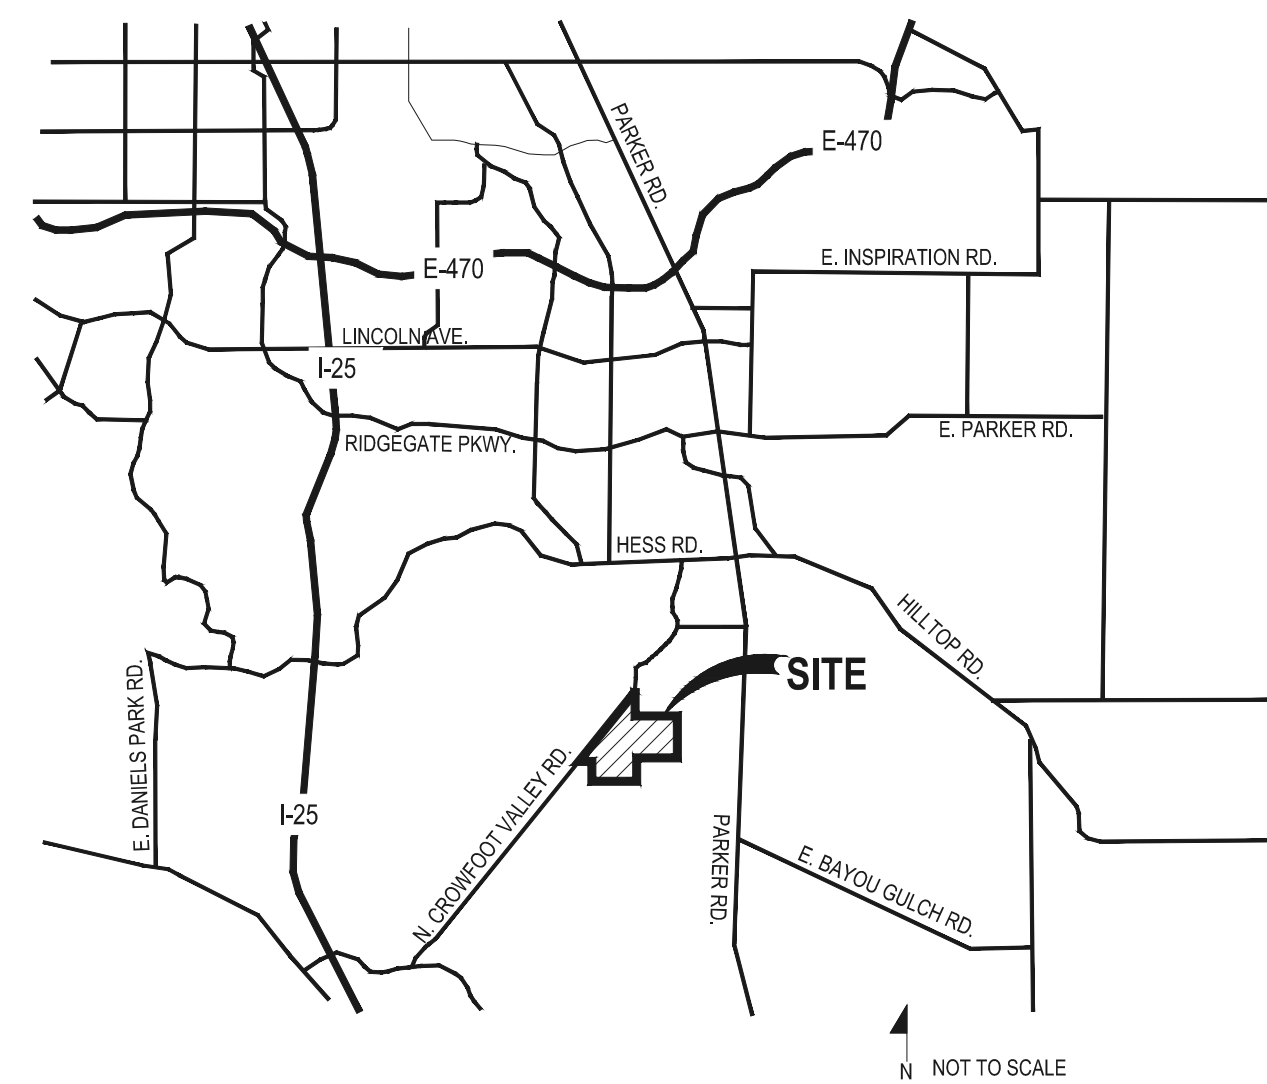 PARKER RD.
E-470
E. INSPIRATION RD.
E-470
LINCOLN AVE.
I-25
E. PARKER RD.
RIDGEGATE PKWY.
HESS RD.
HILLTOP RD.
SITE
E. DANIELS PARK RD.
N. CROWFOOT VALLEY RD.
I-25
PARKER RD.
E. BAYOU GULCH RD.
N
NOT TO SCALE